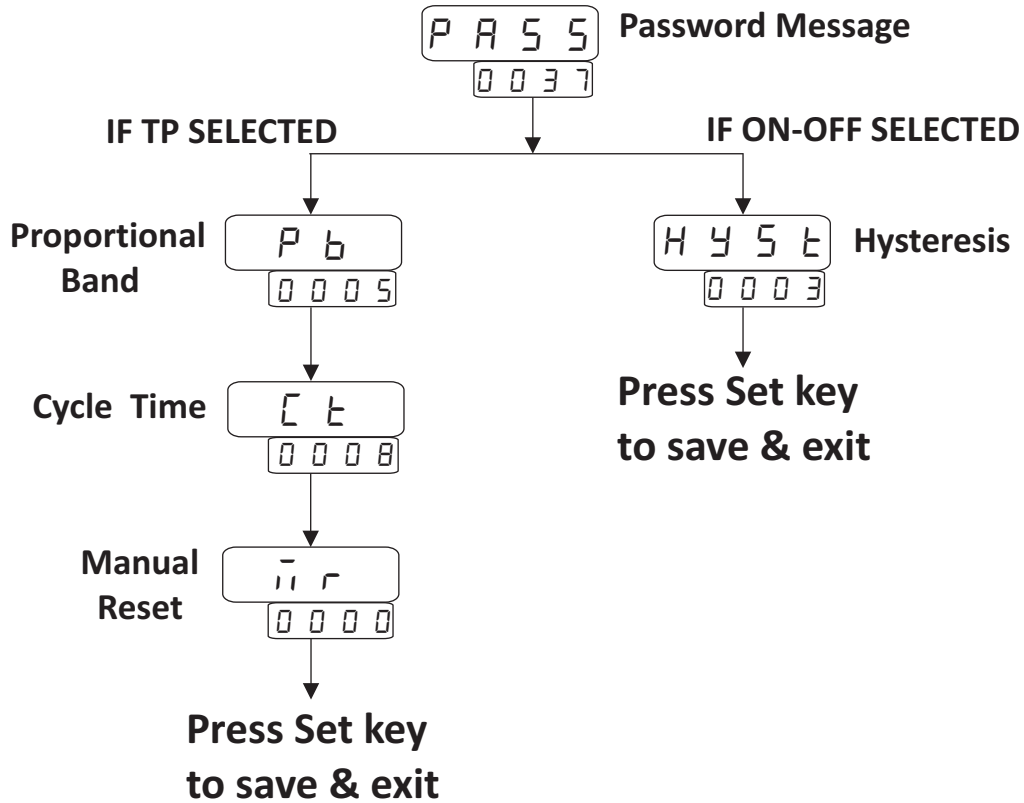 P A S S
Password Message
0 0 3 7
IF TP SELECTED
IF ON-OFF SELECTED
Proportional
Band
P b
0 0 0 5
H Y S t
Hysteresis
0 0 0 3
Press Set key
to save & exit
Cycle Time
C t
0 0 0 8
Manual
Reset
m r
0 0 0 0
Press Set key
to save & exit